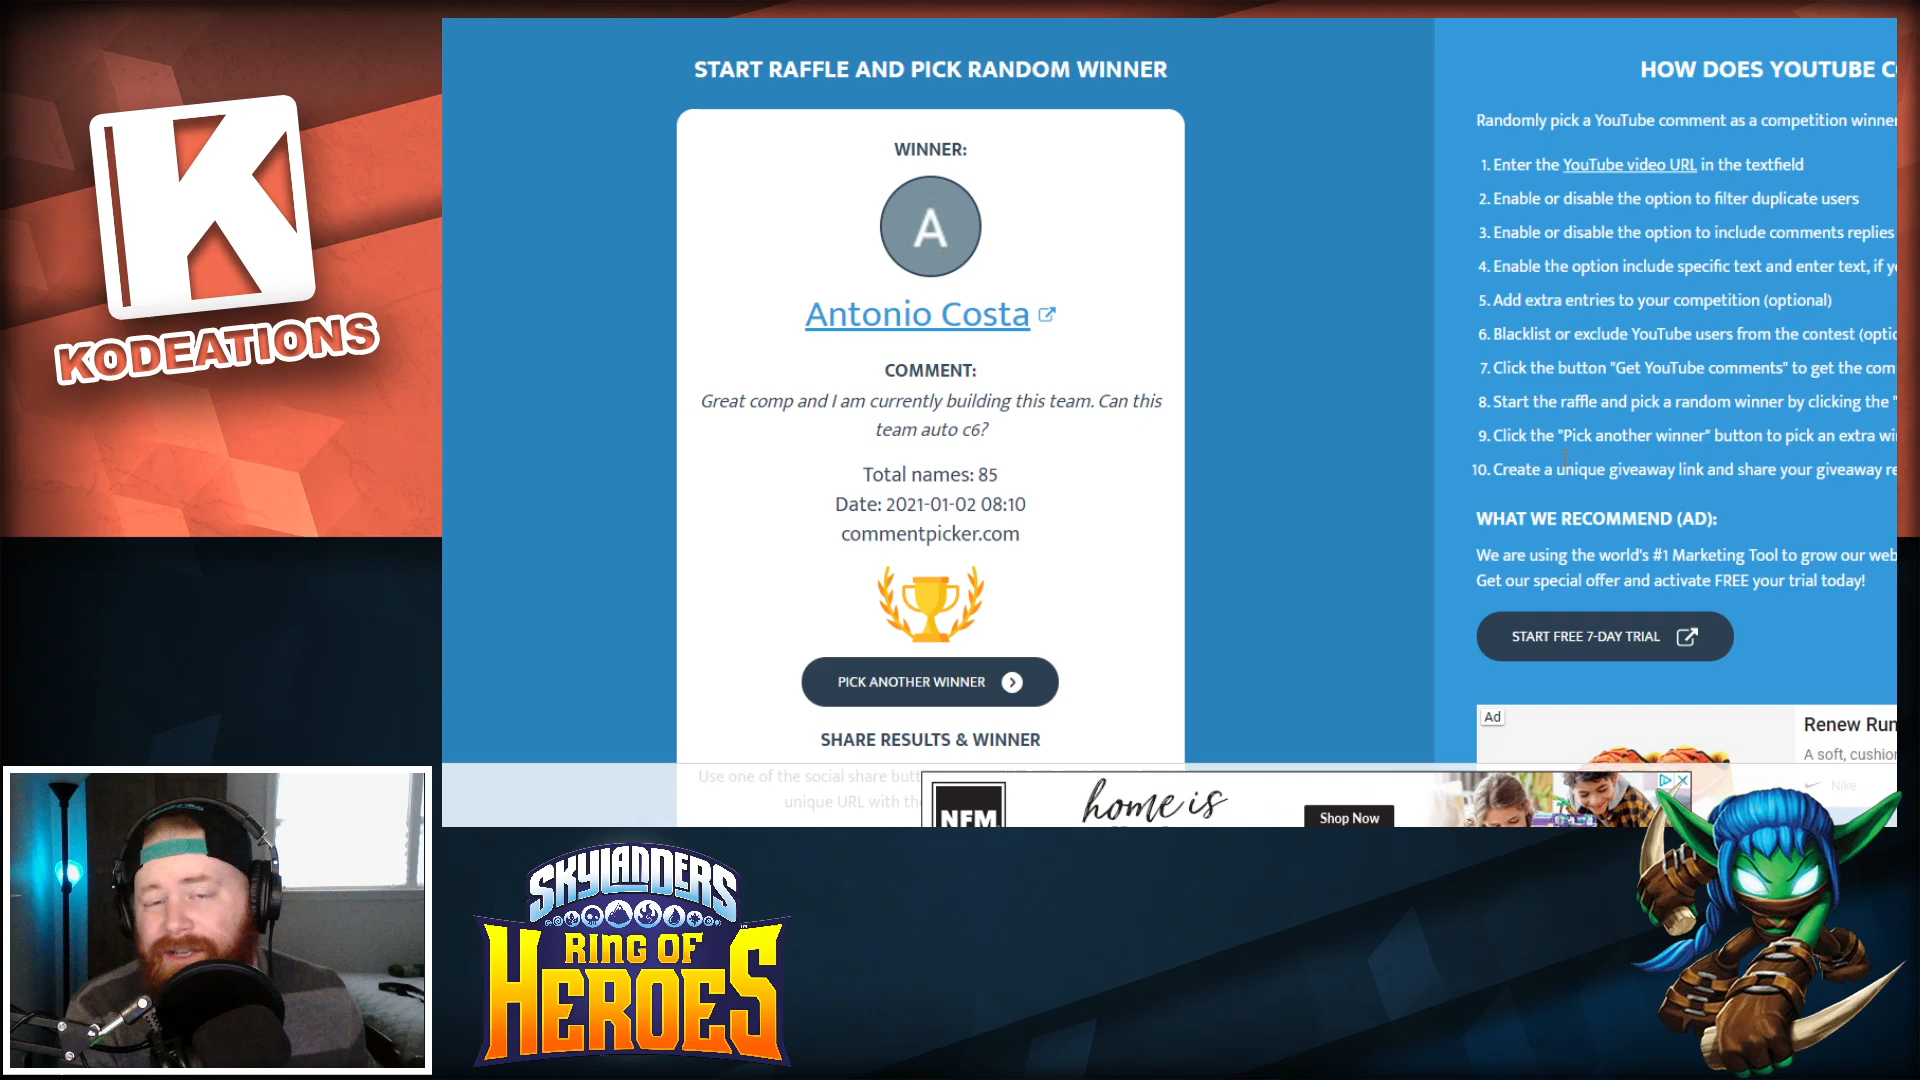 K
KODEATIONS
START RAFFLE AND PICK RANDOM WINNER
WINNER:
A
Antonio Costa
COMMENT:
Great comp and I am currently building this team. Can this
team auto c6?
Total names: 85
Date: 2021-01-02 08:10
commentpicker.com
PICK ANOTHER WINNER
SHARE RESULTS & WINNER
Use one of the social share
unique URL with
HOW DOES YOUTUBE
Randomly pick a YouTube comment as a competition
1. Enter the YouTube video URL in the textfield
2. Enable or disable the option to filter duplicate users
3. Enable or disable the option to include comments replies
4. Enable the option include specific text and enter text, if
5. Add extra entries to your competition (optional)
6. Blacklist or exclude YouTube users from the contest
7. Click the button "Get YouTube comments" to get the
8. Start the raffle and pick a random winner by clicking the "
9. Click the "Pick another winner" button to pick an extra
10. Create a unique giveaway link and share your giveaway
WHAT WE RECOMMEND (AD):
We are using the world's #1 Marketing Tool to grow our
Get our special offer and activate FREE your trial today!
START FREE 7-DAY TRIAL
Ad
Renew
A soft,
Nike
NFM
home is
Shop Now
SKYLANDERS
RING OF
HEROES